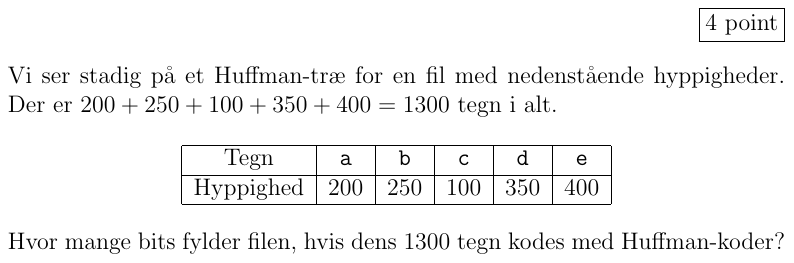 4 point
Vi ser stadig på et Huffman-træ for en fil med nedenstående hyppigheder.
Der er 200 + 250 + 100 + 350 + 400 = 1300 tegn i alt.
Tegn a b c d e
Hyppighed 200 250 100 350 400
Hvor mange bits fylder filen, hvis dens 1300 tegn kodes med Huffman-koder?